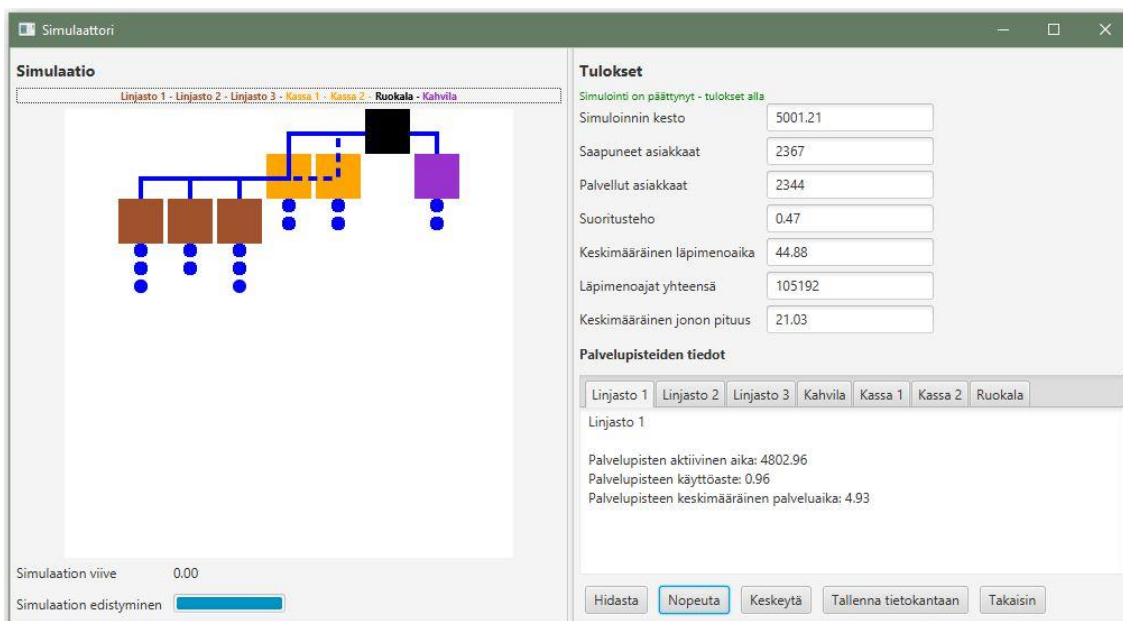 Simulaattori
Simulaatio
Linjasto 1 - Linjasto 2 - Linjasto 3 - Kassa 1 - Kassa 2 - Ruokala - Kahvila
Simulaation viive 0.00
Simulaation edistyminen
Tulokset
Simulointi on päättynyt - tulokset alla
Simuloinnin kesto 5001.21
Saapuneet asiakkaat 2367
Palvellut asiakkaat 2344
Suoritusteho 0.47
Keskimääräinen läpimenoaika 44.88
Läpimenoajat yhteensä 105192
Keskimääräinen jonon pituus 21.03
Palvelupisteiden tiedot
Linjasto 1 Linjasto 2 Linjasto 3 Kahvila Kassa 1 Kassa 2 Ruokala
Linjasto 1
Palvelupisten aktiivinen aika: 4802.96
Palvelupisteen käyttöaste: 0.96
Palvelupisteen keskimääräinen palveluaika: 4.93
Hidasta Nopeuta Keskeytä Tallenna tietokantaan Takaisin